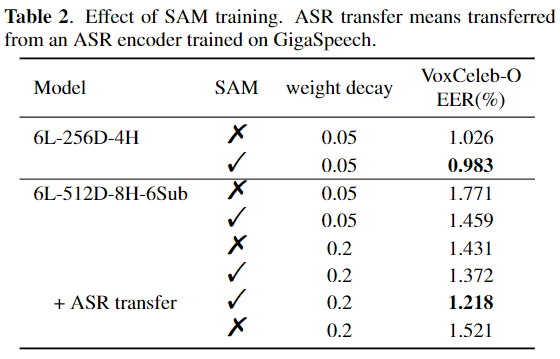 Table 2. Effect of SAM training. ASR transfer means transferred
from an ASR encoder trained on GigaSpeech.
Model SAM weight decay VoxCeleb-O EER(%)
6L-256D-4H ✗ 0.05 1.026
✓ 0.05 0.983
6L-512D-8H-6Sub ✗ 0.05 1.771
✓ 0.05 1.459
✗ 0.2 1.431
✓ 0.2 1.372
+ ASR transfer ✓ 0.2 1.218
✗ 0.2 1.521